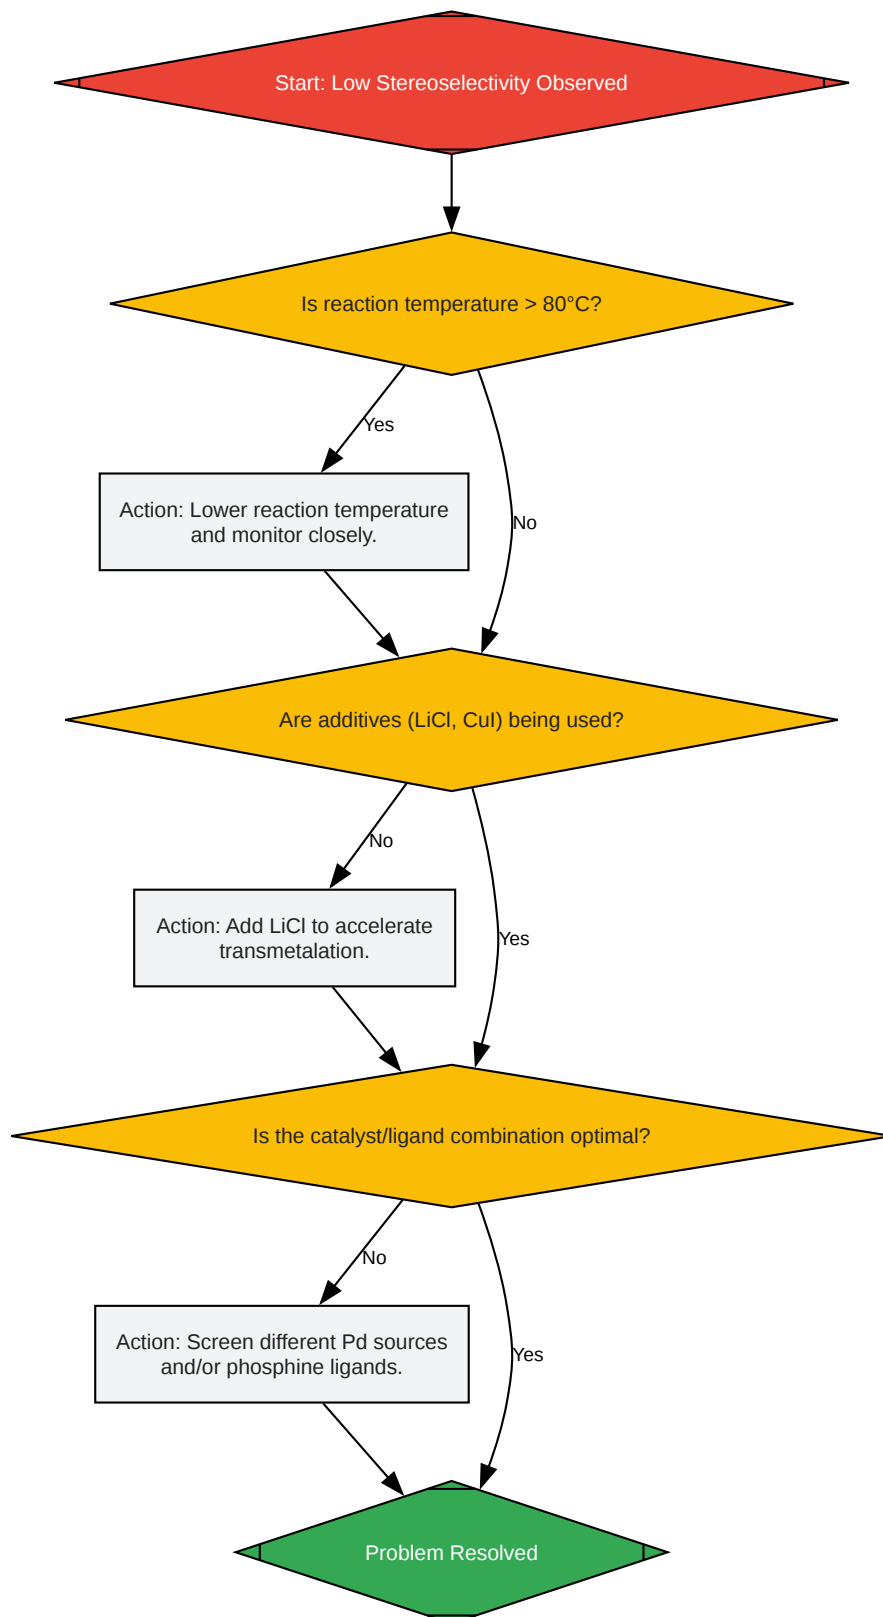 Start: Low Stereoselectivity Observed
Is reaction temperature > 80°C?
Yes
Action: Lower reaction temperature
and monitor closely.
No
Are additives (LiCl, CuI) being used?
No
Action: Add LiCl to accelerate
transmetalation.
Yes
Is the catalyst/ligand combination optimal?
No
Action: Screen different Pd sources
and/or phosphine ligands.
Yes
Problem Resolved